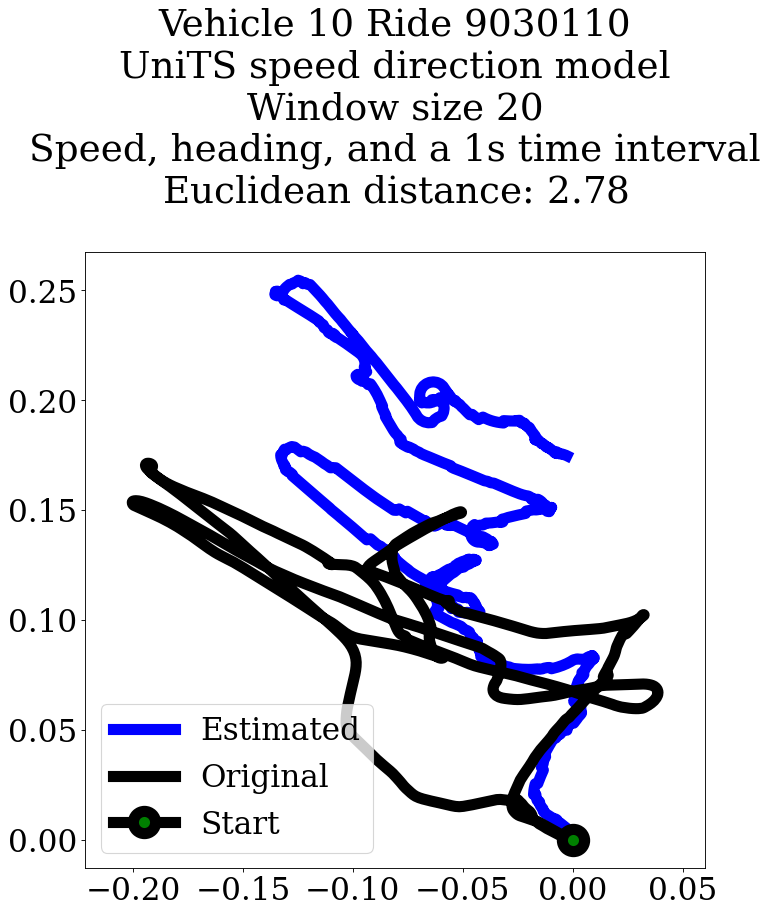 Vehicle 10 Ride 9030110
UniTS speed direction model
Window size 20
Speed, heading, and a 1s time interval
Euclidean distance: 2.78
0.25
0.20
0.15
0.10
0.05
0.00
Estimated
Original
Start
−0.20 −0.15 −0.10 −0.05 0.00 0.05